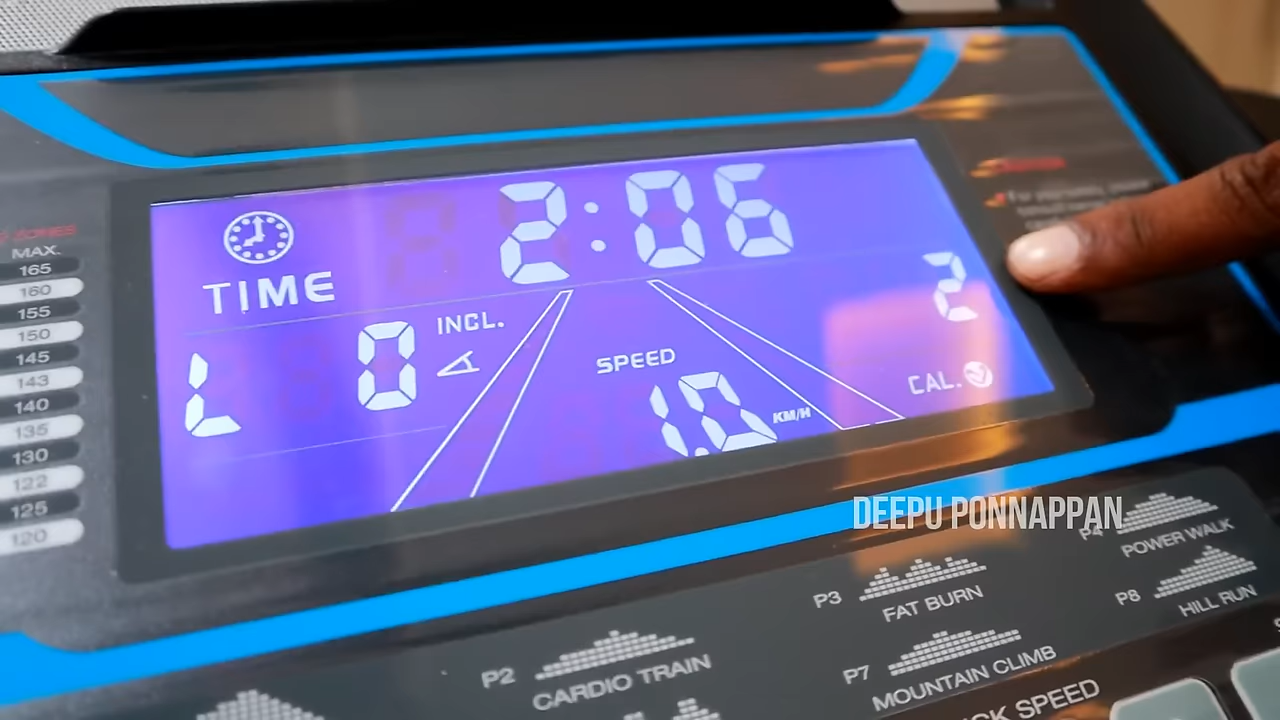 ZONES
MAX.
165
160
155
150
145
143
140
135
130
122
125
120
TIME
2:06
L 0 INCL.
SPEED
1.0 KM/H
2
CAL.
DEEPU PONNAPPAN
P2 CARDIO TRAIN
P3 FAT BURN
P4 POWER WALK
P7 MOUNTAIN CLIMB
P8 HILL RUN
SPEED